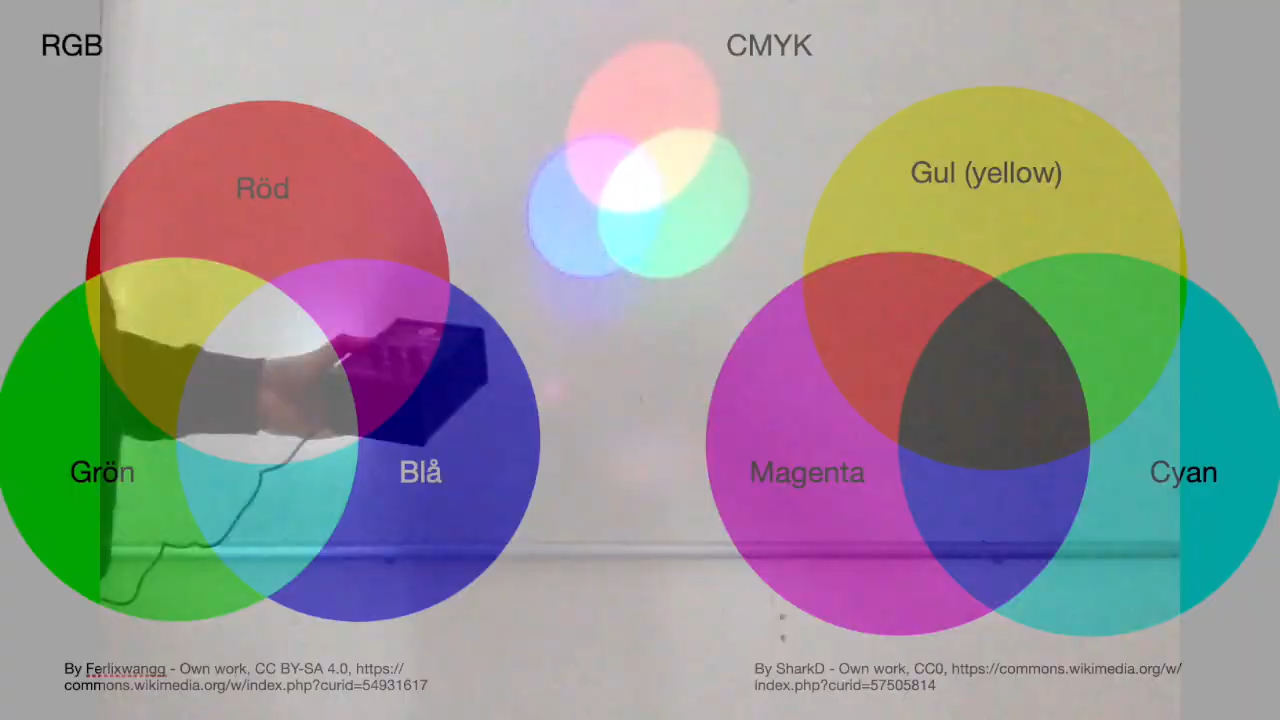 RGB
CMYK
Röd
Gul (yellow)
Grön
Blå
Magenta
Cyan
By Ferlixwangg - Own work, CC BY-SA 4.0, https://
commons.wikimedia.org/w/index.php?curid=54931617
By SharkD - Own work, CC0, https://commons.wikimedia.org/w/
index.php?curid=57505814